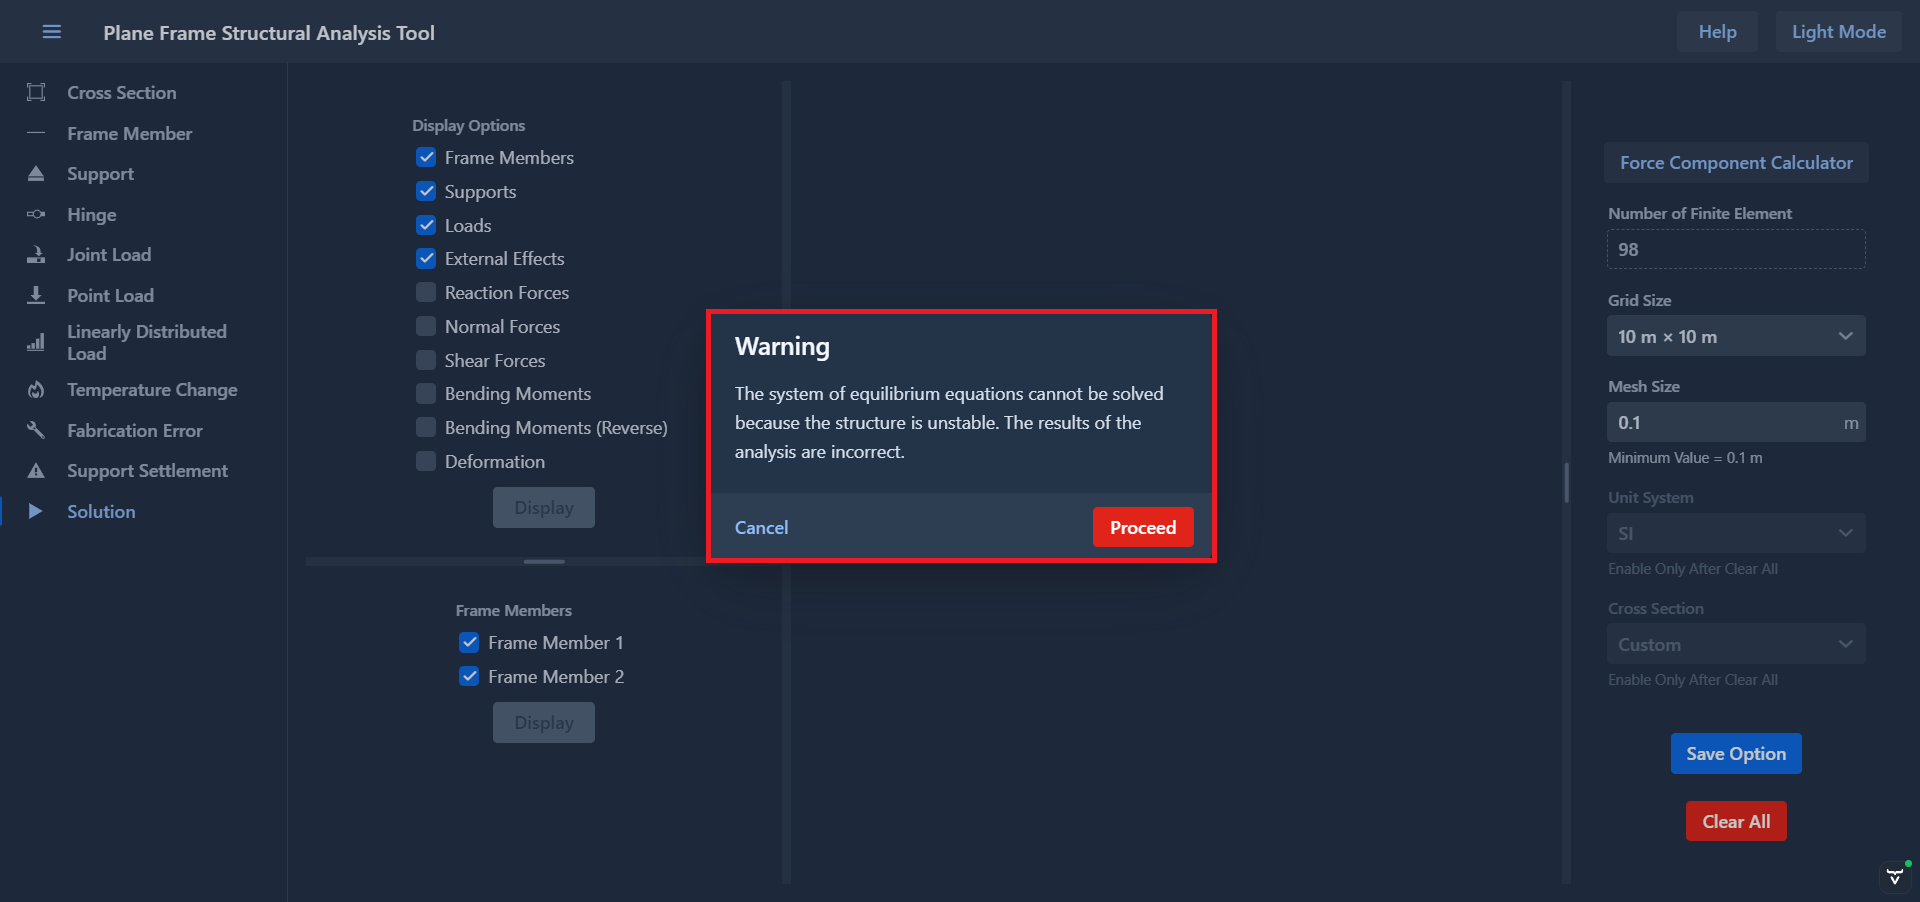 Plane Frame Structural Analysis Tool
Help
Light Mode
Cross Section
Frame Member
Support
Hinge
Joint Load
Point Load
Linearly Distributed
Load
Temperature Change
Fabrication Error
Support Settlement
Solution
Display Options
Frame Members
Supports
Loads
External Effects
Reaction Forces
Normal Forces
Shear Forces
Bending Moments
Bending Moments (Reverse)
Deformation
Display
Frame Members
Frame Member 1
Frame Member 2
Display
Warning
The system of equilibrium equations cannot be solved
because the structure is unstable. The results of the
analysis are incorrect.
Cancel
Proceed
Force Component Calculator
Number of Finite Element
98
Grid Size
10 m × 10 m
Mesh Size
0.1 m
Minimum Value = 0.1 m
Unit System
SI
Enable Only After Clear All
Cross Section
Custom
Enable Only After Clear All
Save Option
Clear All